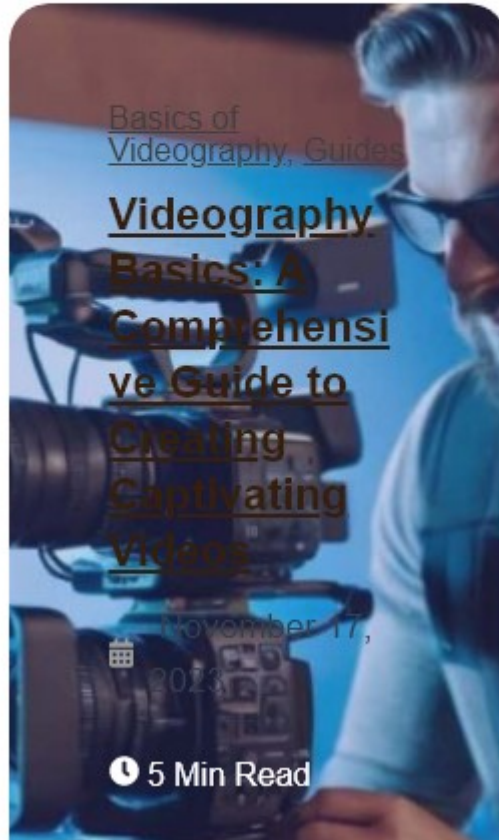 Basics of
Videography, Guides
Videography
Basics: A
Comprehensi
ve Guide to
Creating
Captivating
Videos
November 17,
2023
5 Min Read